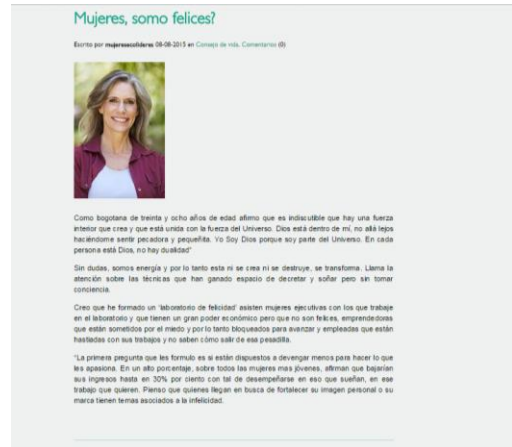 Mujeres, somo felices?
Escrito por mujeresecolideres 08-08-2015 en Consejo de vida. Comentarios (0)
Como bogotana de treinta y ocho años de edad afirmo que es indiscutible que hay una fuerza
interior que crea y que está unida con la fuerza del Universo. Dios está dentro de mí, no allá lejos
haciéndome sentir pecadora y pequeñita. Yo Soy Dios porque soy parte del Universo. En cada
persona está Dios, no hay dualidad"
Sin dudas, somos energía y por lo tanto esta ni se crea ni se destruye, se transforma. Llama la
atención sobre las técnicas que han ganado espacio de decretar y soñar pero sin tomar
conciencia.
Creo que he formado un 'laboratorio de felicidad' asisten mujeres ejecutivas con los que trabaje
en el laboratorio y que tienen un gran poder económico pero que no son felices, emprendedoras
que están sometidos por el miedo y por lo tanto bloqueados para avanzar y empleadas que están
hastiadas con sus trabajos y no saben cómo salir de esa pesadilla.
"La primera pregunta que les formulo es si están dispuestos a devengar menos para hacer lo que
les apasiona. En un alto porcentaje, sobre todos las mujeres mas jóvenes, afirman que bajarían
sus ingresos hasta en 30% por ciento con tal de desempeñarse en eso que sueñan, en ese
trabajo que quieren. Pienso que quienes llegan en busca de fortalecer su imagen personal o su
marca tienen temas asociados a la infelicidad.